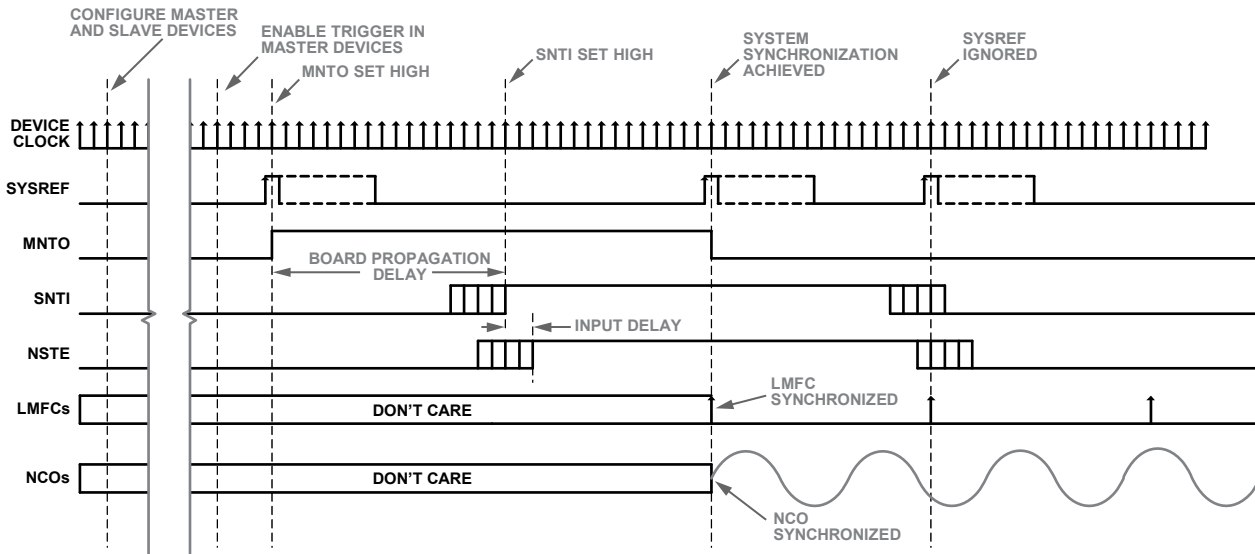 CONFIGURE MASTER
AND SLAVE DEVICES
ENABLE TRIGGER IN
MASTER DEVICES
MNTO SET HIGH
SNTI SET HIGH
SYSTEM
SYNCHRONIZATION
ACHIEVED
SYSREF
IGNORED
DEVICE
CLOCK
SYSREF
MNTO
BOARD PROPAGATION
DELAY
SNTI
INPUT DELAY
NSTE
LMFCs
DON'T CARE
LMFC
SYNCHRONIZED
NCOs
DON'T CARE
NCO
SYNCHRONIZED